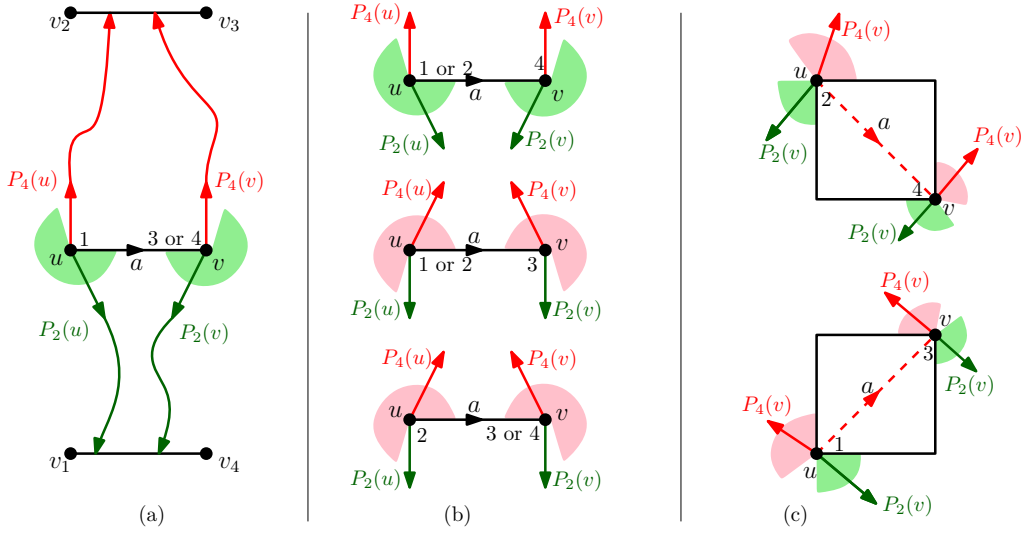 v₂
v₃
P₄(u)
P₄(v)
1
3 or 4
u
a
v
P₂(u)
P₂(v)
v₁
v₄
(a)
P₄(u)
P₄(v)
1 or 2
4
u
a
v
P₂(u)
P₂(v)
P₄(u)
P₄(v)
u
a
v
1 or 2
3
P₂(u)
P₂(v)
P₄(u)
P₄(v)
u
a
v
2
3 or 4
P₂(u)
P₂(v)
(b)
P₄(v)
u
2
a
P₄(v)
P₂(v)
4
v
P₂(v)
P₄(v)
v
3
a
P₂(v)
P₄(v)
1
u
P₂(v)
(c)